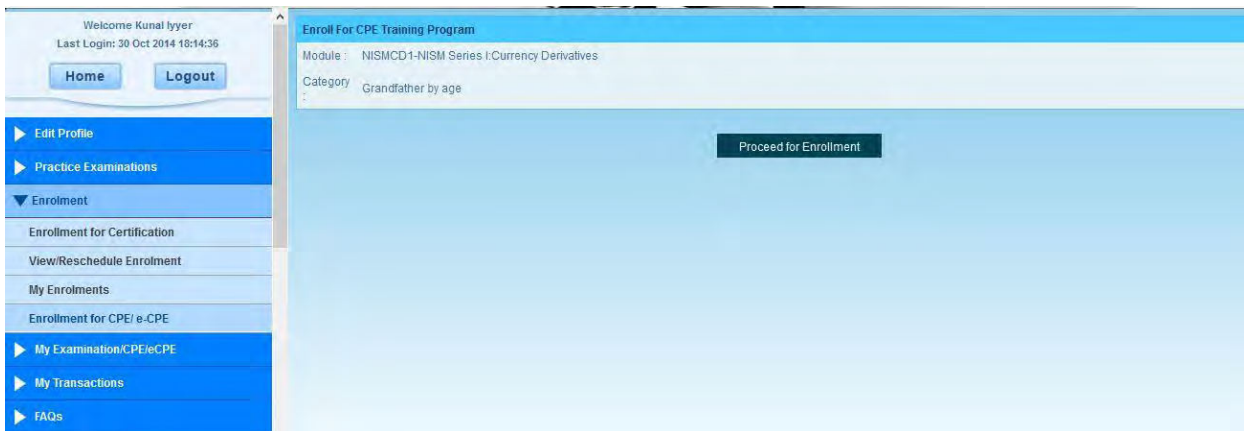 Welcome Kunal Iyyer
Last Login: 30 Oct 2014 18:14:36
Home Logout
Edit Profile
Practice Examinations
Enrolment
Enrollment for Certification
View/Reschedule Enrolment
My Enrolments
Enrollment for CPE/ e-CPE
My Examination/CPE/eCPE
My Transactions
FAQs
Enroll For CPE Training Program
Module : NISMCD1-NISM Series I:Currency Derivatives
Category : Grandfather by age
Proceed for Enrollment